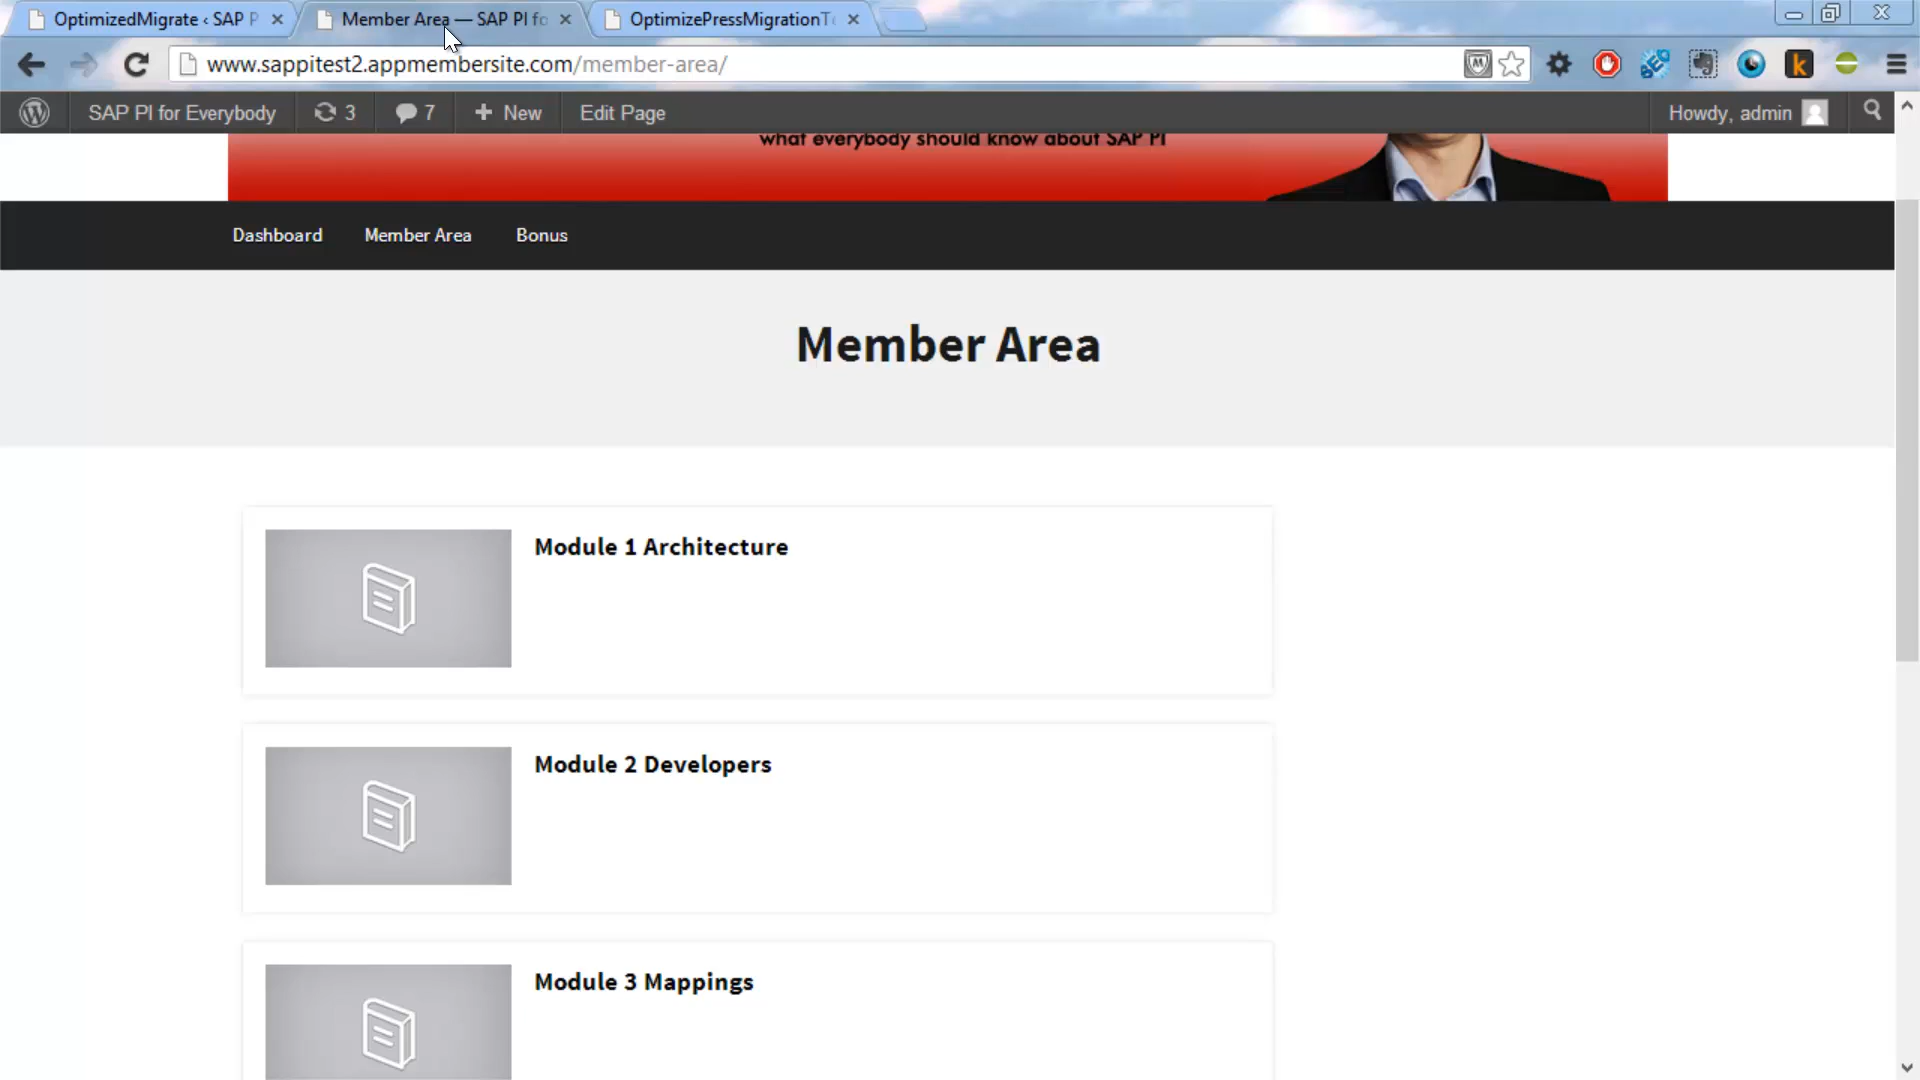 OptimizedMigrate ‹ SAP P
Member Area — SAP PI fo
OptimizePressMigrationT
www.sappitest2.appmembersite.com/member-area/
SAP PI for Everybody 3 7 + New Edit Page Howdy, admin
what everybody should know about SAP PI
Dashboard Member Area Bonus
Member Area
Module 1 Architecture
Module 2 Developers
Module 3 Mappings